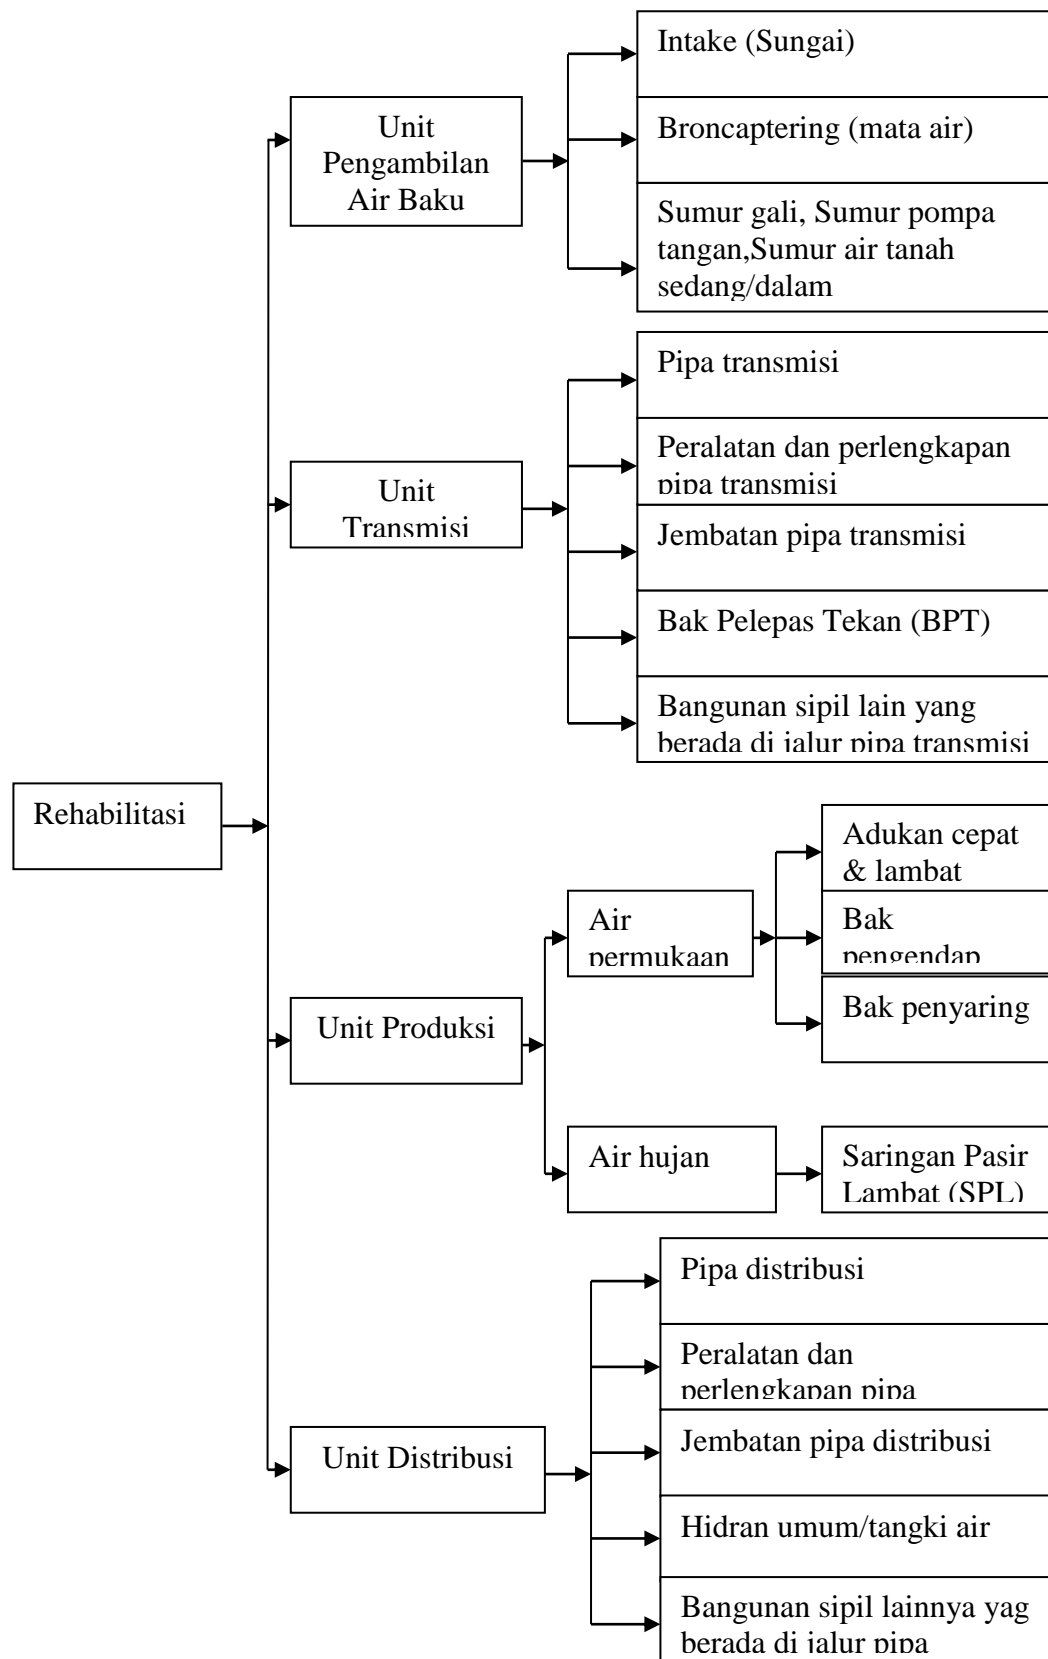 Intake (Sungai)
Unit
Pengambilan
Air Baku
Broncaptering (mata air)
Sumur gali, Sumur pompa
tangan,Sumur air tanah
sedang/dalam
Pipa transmisi
Peralatan dan perlengkapan
pipa transmisi
Unit
Transmisi
Jembatan pipa transmisi
Bak Pelepas Tekan (BPT)
Bangunan sipil lain yang
berada di jalur pipa transmisi
Rehabilitasi
Adukan cepat
& lambat
Air
permukaan
Bak
pengendap
Bak penyaring
Unit Produksi
Air hujan
Saringan Pasir
Lambat (SPL)
Pipa distribusi
Peralatan dan
perlengkapan pipa
Unit Distribusi
Jembatan pipa distribusi
Hidran umum/tangki air
Bangunan sipil lainnya yag
berada di jalur pipa